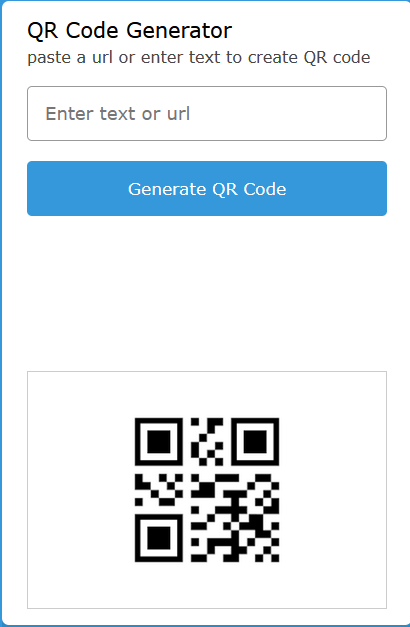 QR Code Generator
paste a url or enter text to create QR code
Enter text or url
Generate QR Code